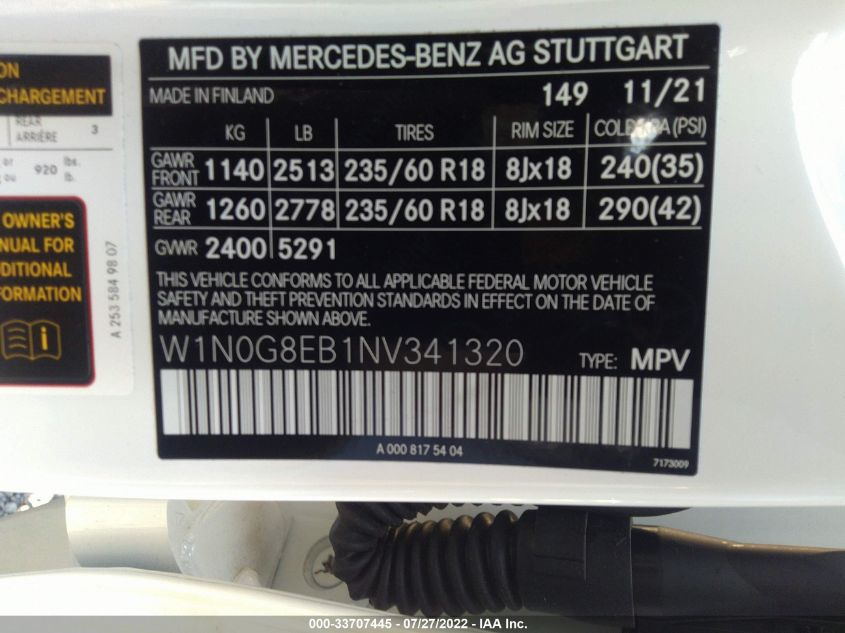 ON
CHARGEMENT
REAR
ARRIÈRE 3
or 920 lbs.
ou lb.
OWNER'S
NUAL FOR
DDITIONAL
FORMATION
A 253 584 98 07
MFD BY MERCEDES-BENZ AG STUTTGART
MADE IN FINLAND 149 11/21
KG LB TIRES RIM SIZE (PSI)
GAWR FRONT 1140 2513 235/60 R18 8Jx18 240(35)
GAWR REAR 1260 2778 235/60 R18 8Jx18 290(42)
GVWR 2400 5291
THIS VEHICLE CONFORMS TO ALL APPLICABLE FEDERAL MOTOR VEHICLE
SAFETY AND THEFT PREVENTION STANDARDS IN EFFECT ON THE DATE OF
MANUFACTURE SHOWN ABOVE.
W1N0G8EB1NV341320 TYPE: MPV
A 000 817 54 04
7173009
000-33707445 - 07/27/2022 - IAA Inc.